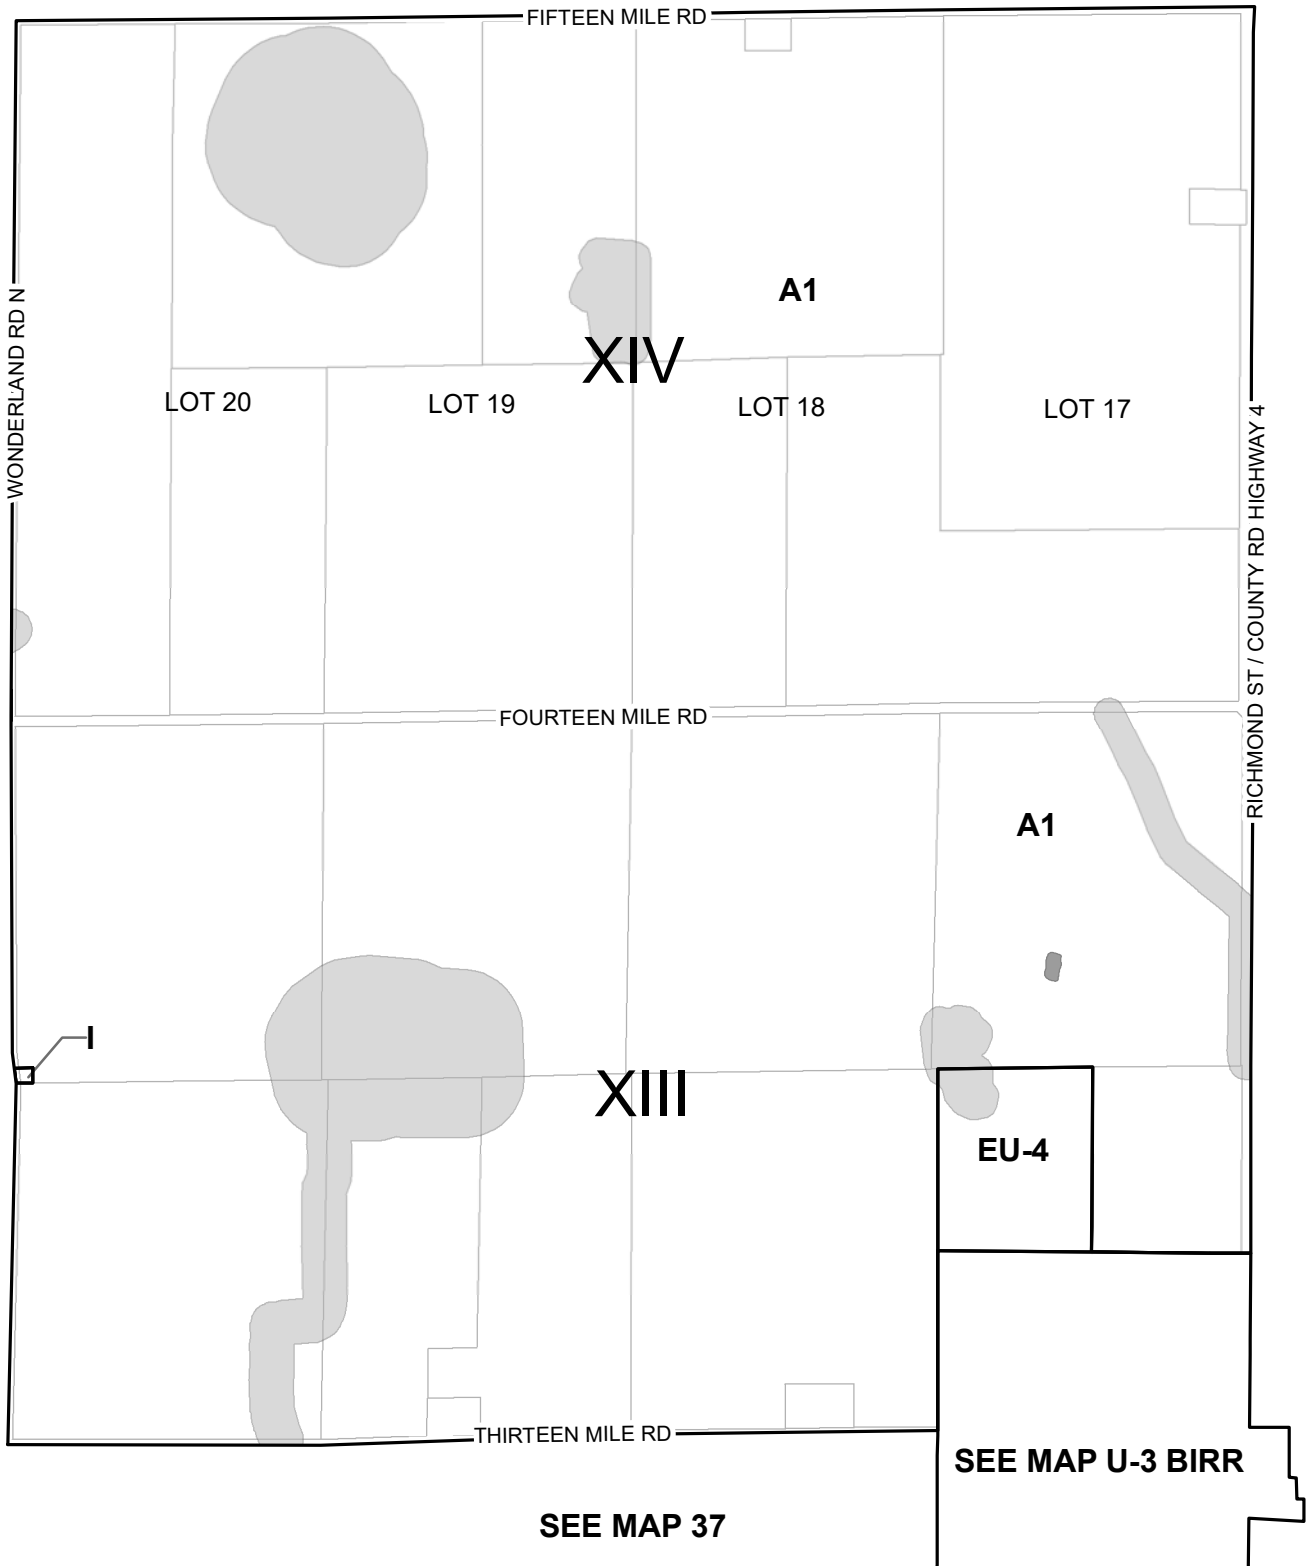 FIFTEEN MILE RD
A1
WONDERLAND RD N
XIV
LOT 20
LOT 19
LOT 18
LOT 17
RICHMOND ST / COUNTY RD HIGHWAY 4
FOURTEEN MILE RD
A1
I
XIII
EU-4
THIRTEEN MILE RD
SEE MAP U-3 BIRR
SEE MAP 37